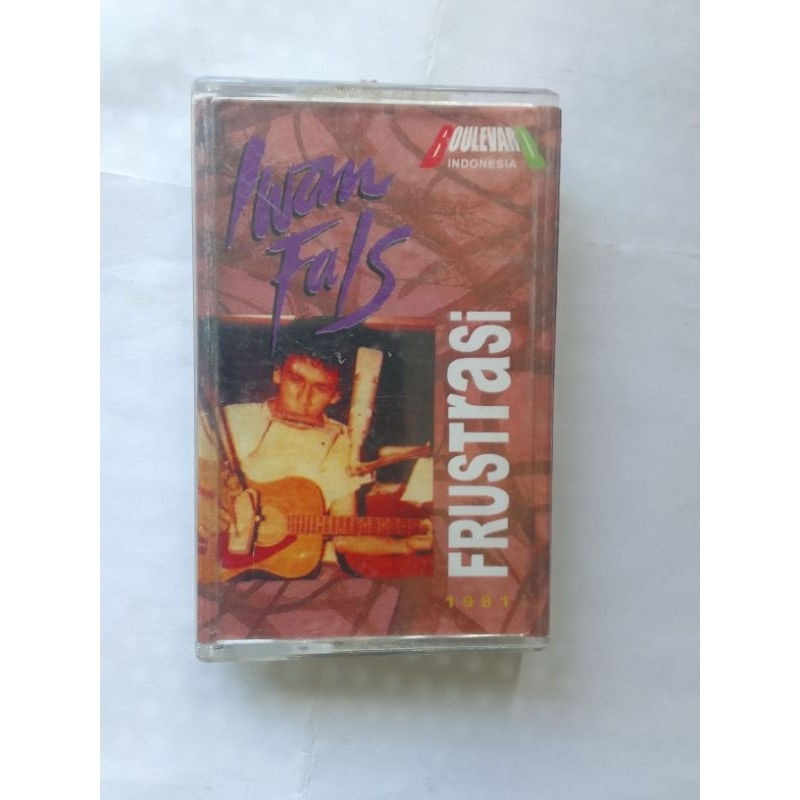 BOULEVARD
INDONESIA
Iwan
Fals
FRUSTrasi
1981